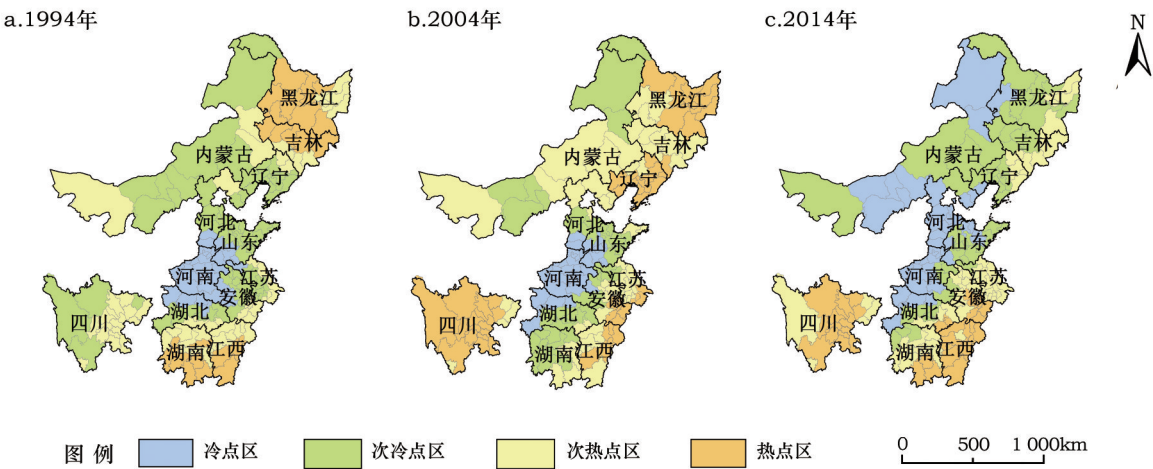 a.1994年
b.2004年
c.2014年
N
黑龙江
吉林
内蒙古
辽宁
河北
山东
河南
江苏
安徽
湖北
四川
湖南
江西
黑龙江
吉林
内蒙古
辽宁
河北
山东
河南
江苏
安徽
湖北
四川
湖南
江西
黑龙江
吉林
内蒙古
辽宁
河北
山东
河南
江苏
安徽
湖北
四川
湖南
江西
图 例 冷点区 次冷点区 次热点区 热点区
0 500 1 000km